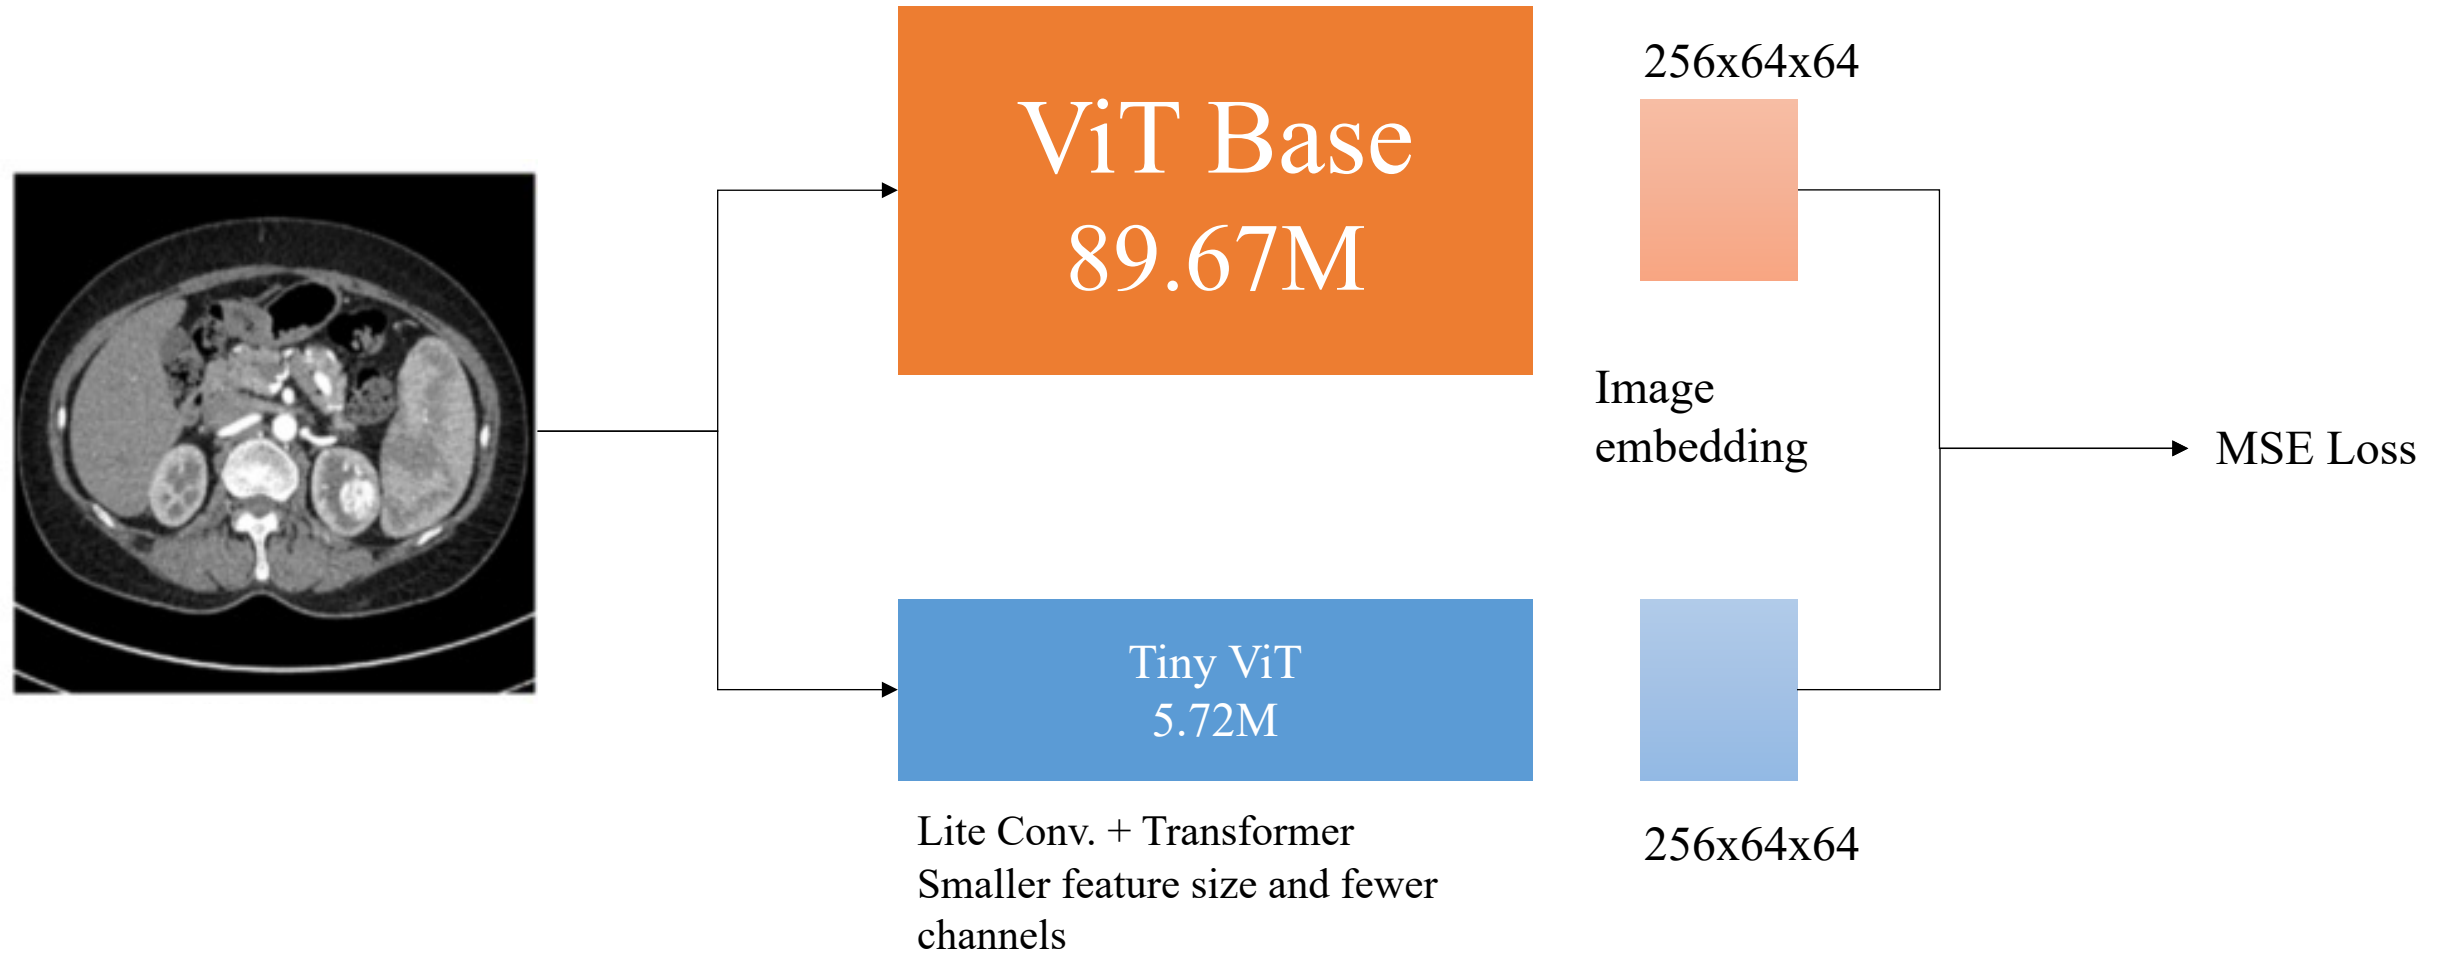 ViT Base
89.67M
256x64x64
Image
embedding
MSE Loss
Tiny ViT
5.72M
256x64x64
Lite Conv. + Transformer
Smaller feature size and fewer
channels